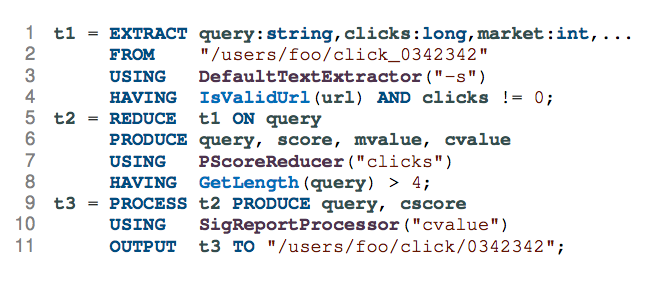 1 t1 = EXTRACT query:string,clicks:long,market:int,...
2 FROM "/users/foo/click_0342342"
3 USING DefaultTextExtractor("-s")
4 HAVING IsValidUrl(url) AND clicks != 0;
5 t2 = REDUCE t1 ON query
6 PRODUCE query, score, mvalue, cvalue
7 USING PScoreReducer("clicks")
8 HAVING GetLength(query) > 4;
9 t3 = PROCESS t2 PRODUCE query, cscore
10 USING SigReportProcessor("cvalue")
11 OUTPUT t3 TO "/users/foo/click/0342342";